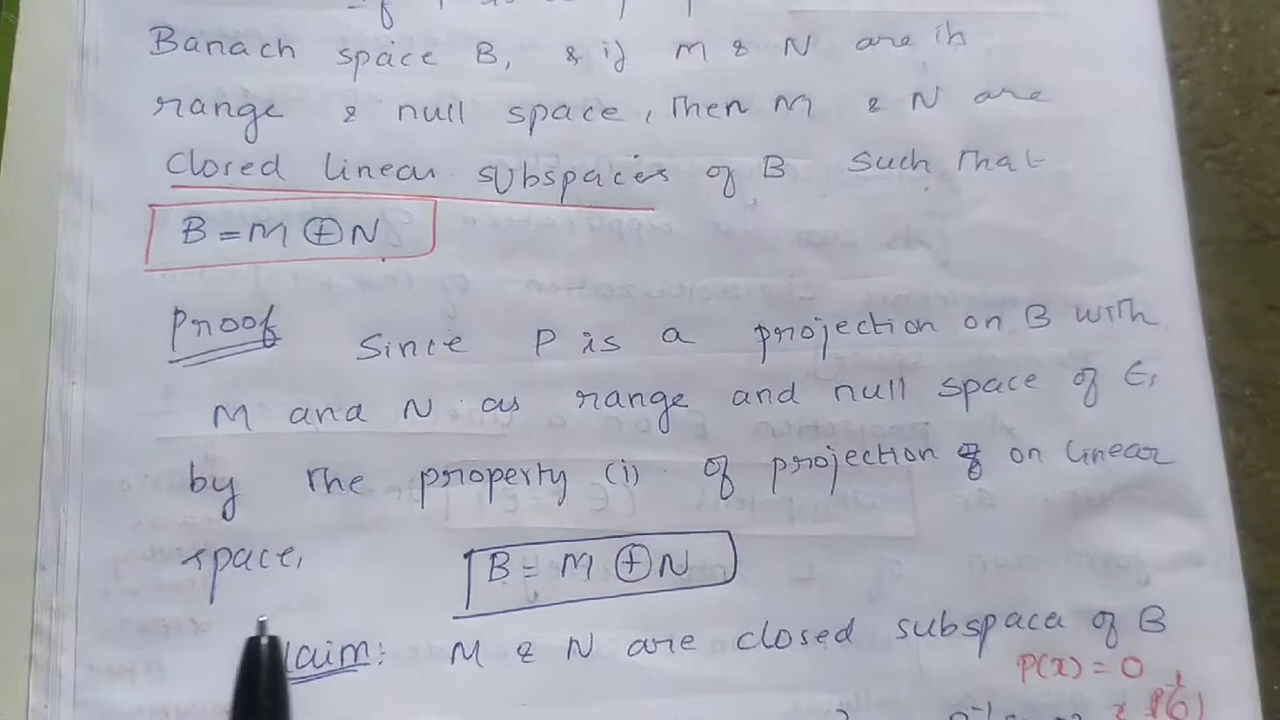 Banach space B, & if M & N are its
range & null space, Then M & N are
closed linear subspaces of B such that
B = M ⊕ N
Proof Since P is a projection on B with
M and N as range and null space of E,
by the property (i) of projection on linear
space, B = M ⊕ N
claim: M & N are closed subspace of B
P(x) = 0